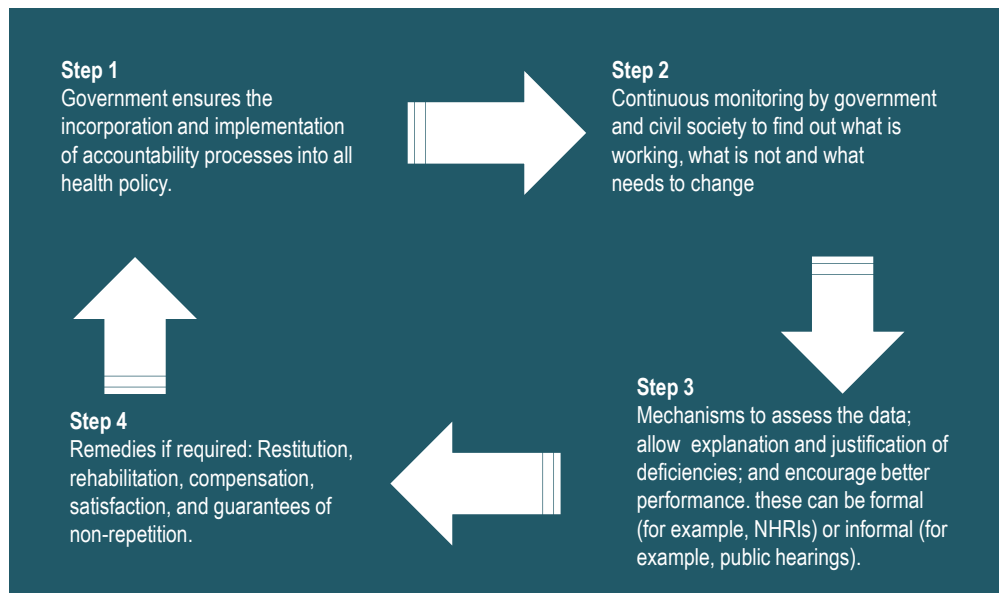 Step 1
Government ensures the
incorporation and implementation
of accountability processes into all
health policy.
Step 2
Continuous monitoring by government
and civil society to find out what is
working, what is not and what
needs to change
Step 3
Mechanisms to assess the data;
allow explanation and justification of
deficiencies; and encourage better
performance. these can be formal
(for example, NHRIs) or informal (for
example, public hearings).
Step 4
Remedies if required: Restitution,
rehabilitation, compensation,
satisfaction, and guarantees of
non-repetition.